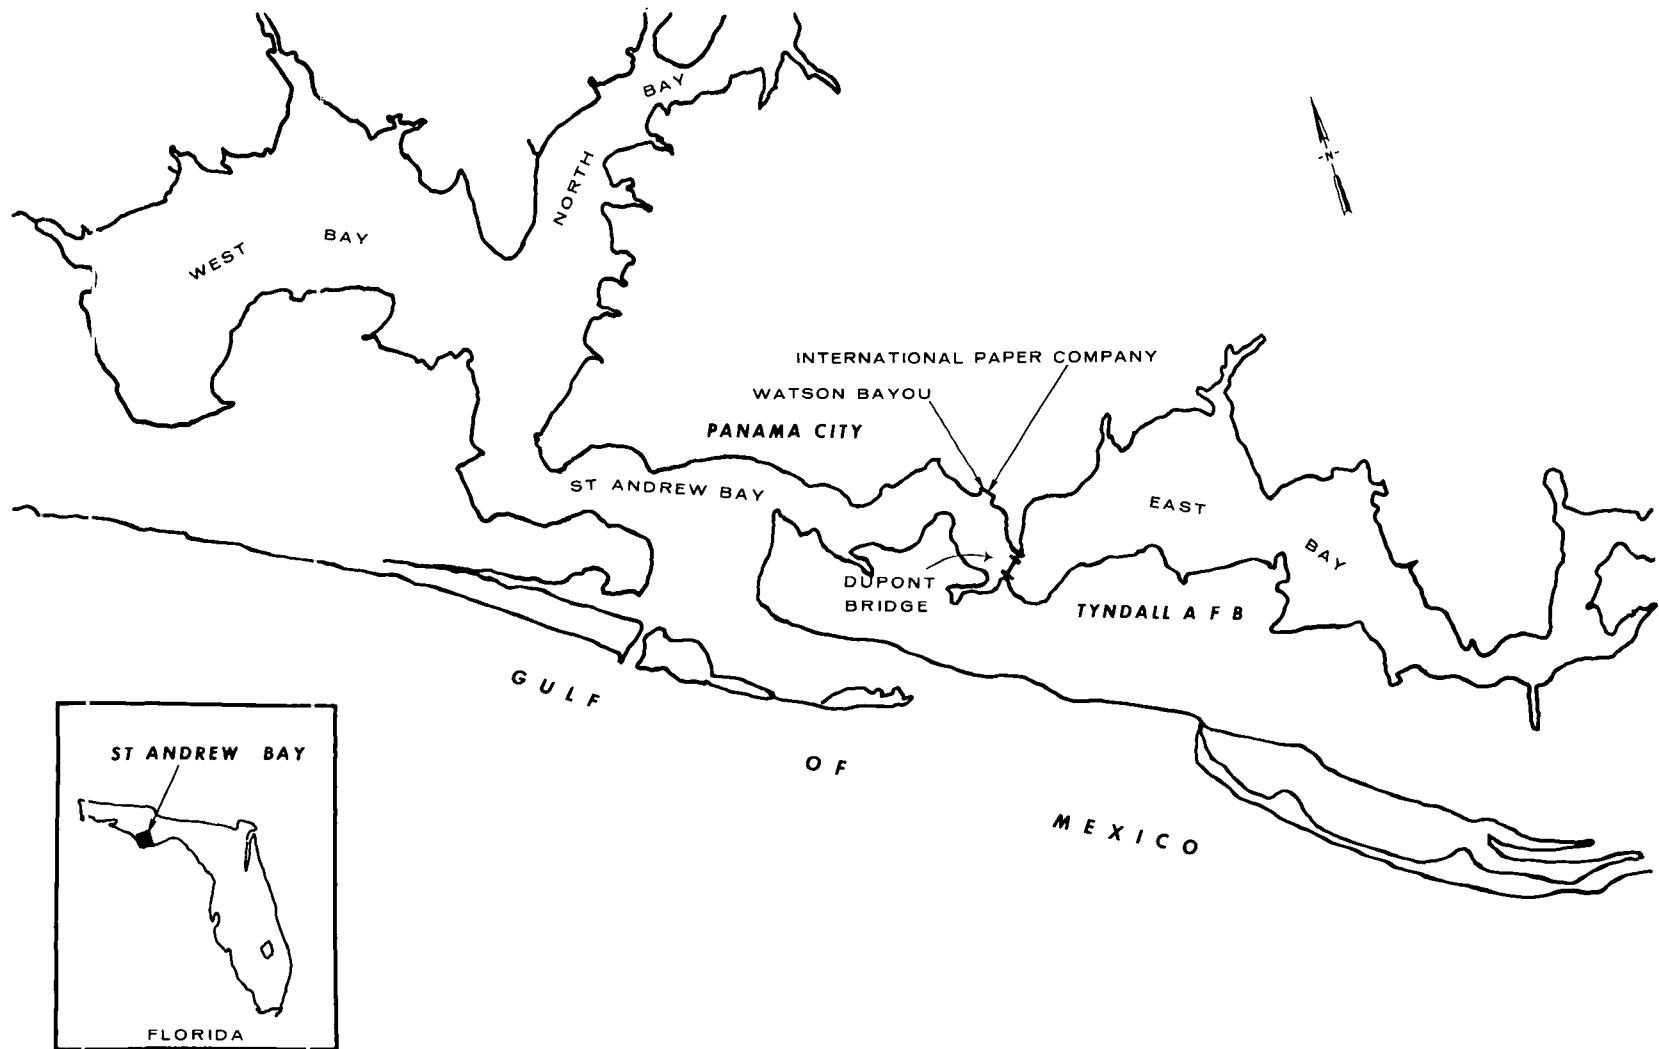 BAY
NORTH
-N-
WEST BAY
INTERNATIONAL PAPER COMPANY
WATSON BAYOU
PANAMA CITY
ST ANDREW BAY
EAST
BAY
DUPONT
BRIDGE
TYNDALL A F B
GULF
OF
MEXICO
ST ANDREW BAY
FLORIDA